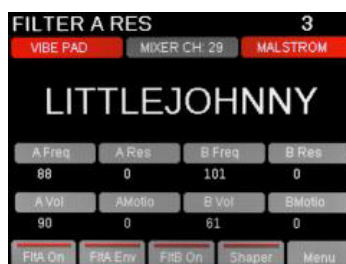 FILTER A RES 3
VIBE PAD MIXER CH: 29 MALSTROM
LITTLEJOHNNY
A Freq A Res B Freq B Res
88 0 101 0
A Vol AMotio B Vol BMotio
90 0 61 0
FltA On FltA Env FltB On Shaper Menu